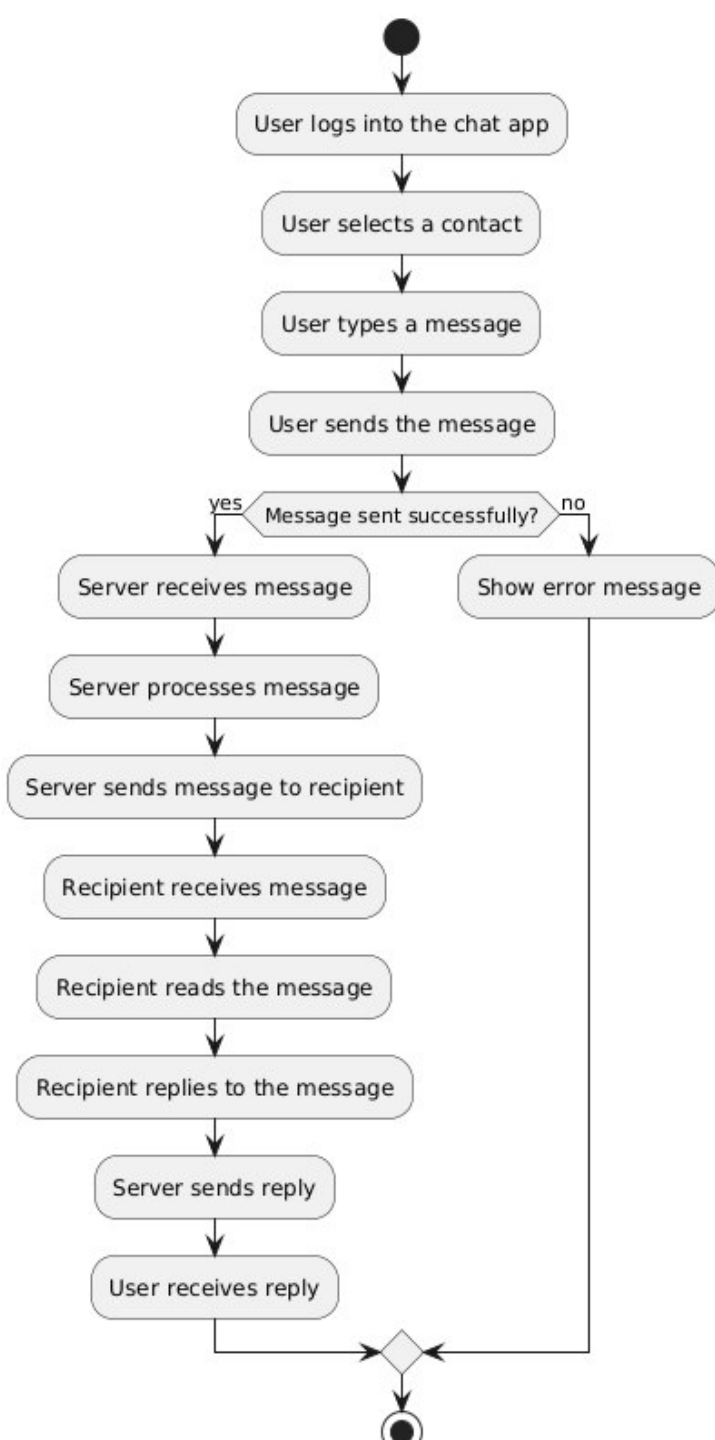 User logs into the chat app
User selects a contact
User types a message
User sends the message
yes
Message sent successfully?
no
Server receives message
Show error message
Server processes message
Server sends message to recipient
Recipient receives message
Recipient reads the message
Recipient replies to the message
Server sends reply
User receives reply